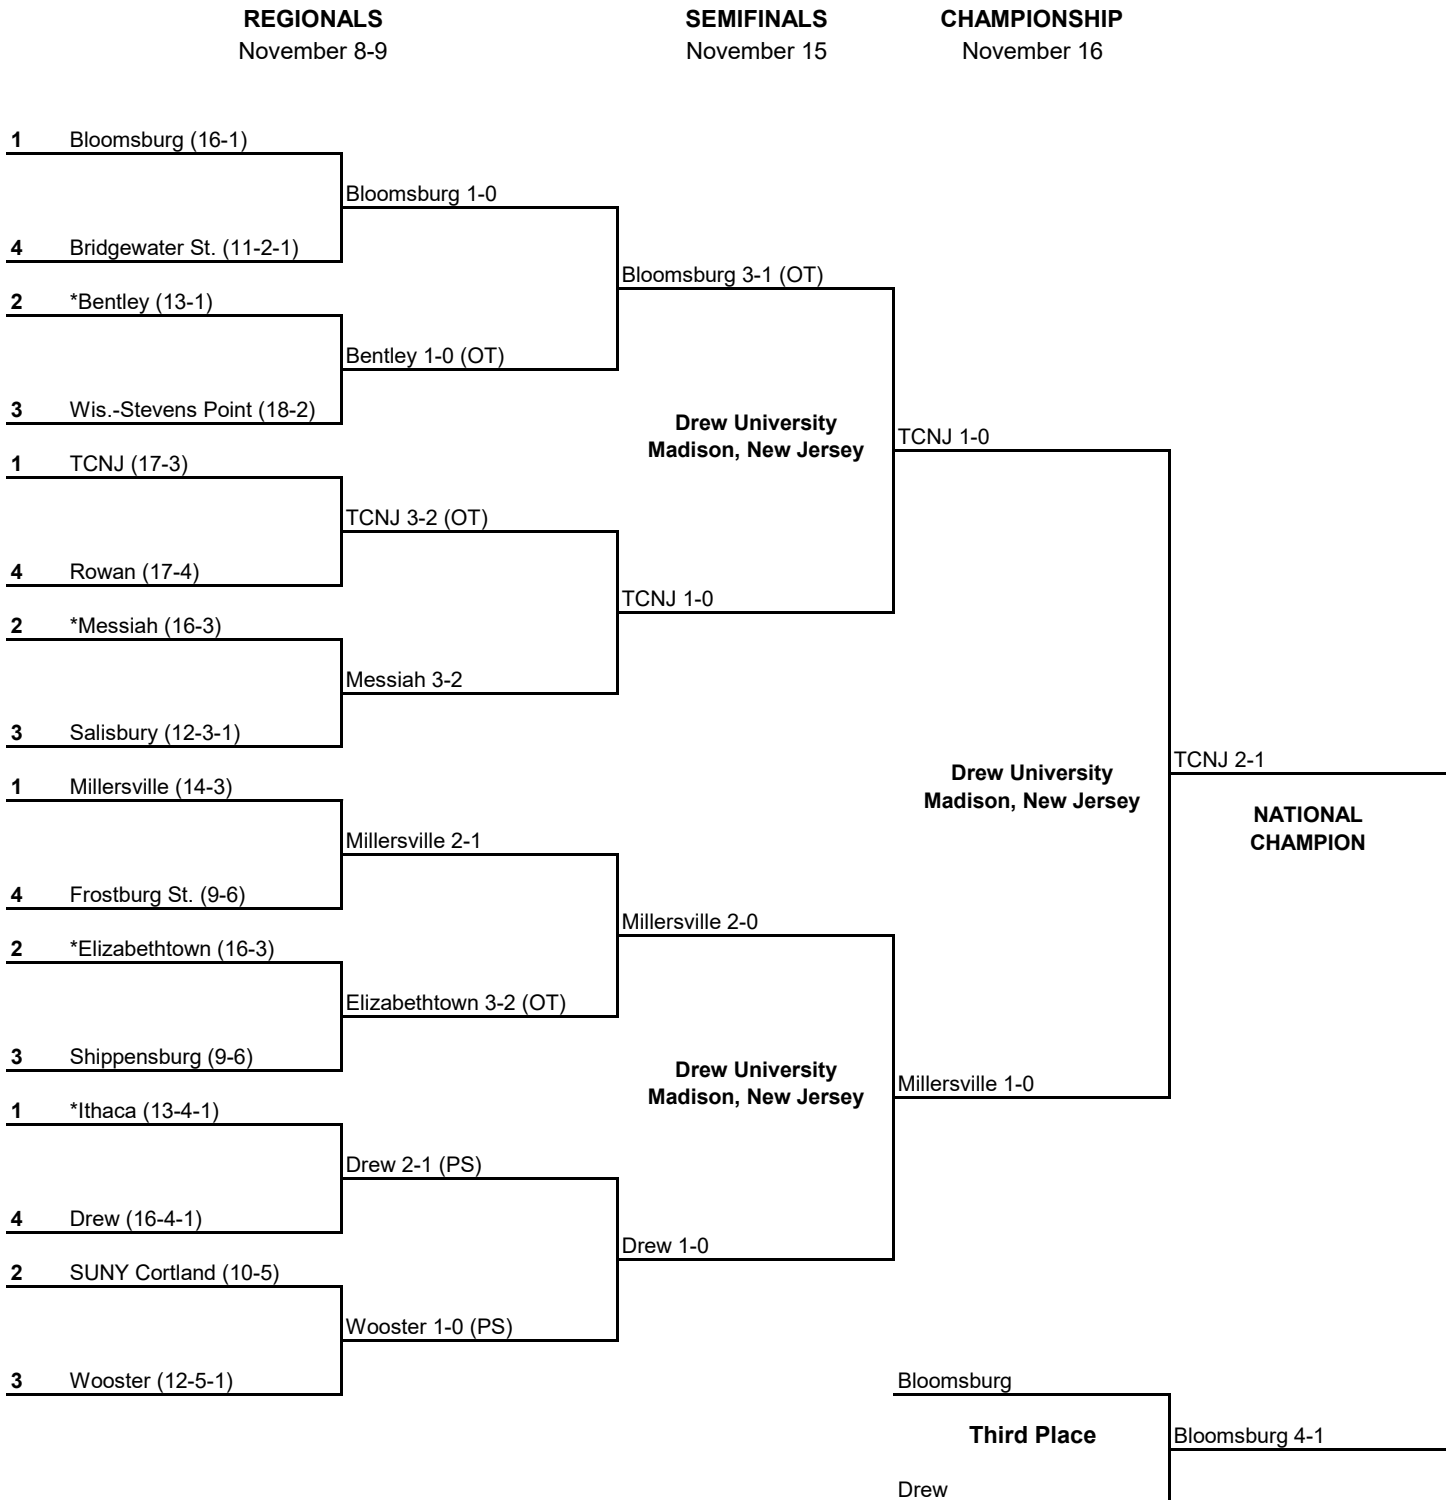 REGIONALS
SEMIFINALS
CHAMPIONSHIP
November 8-9
November 15
November 16
1 Bloomsburg (16-1)
Bloomsburg 1-0
4 Bridgewater St. (11-2-1)
Bloomsburg 3-1 (OT)
2 *Bentley (13-1)
Bentley 1-0 (OT)
3 Wis.-Stevens Point (18-2)
Drew University
Madison, New Jersey
TCNJ 1-0
1 TCNJ (17-3)
TCNJ 3-2 (OT)
4 Rowan (17-4)
TCNJ 1-0
2 *Messiah (16-3)
Messiah 3-2
3 Salisbury (12-3-1)
Drew University
Madison, New Jersey
TCNJ 2-1
NATIONAL
CHAMPION
1 Millersville (14-3)
Millersville 2-1
4 Frostburg St. (9-6)
Millersville 2-0
2 *Elizabethtown (16-3)
Elizabethtown 3-2 (OT)
3 Shippensburg (9-6)
Drew University
Madison, New Jersey
Millersville 1-0
1 *Ithaca (13-4-1)
Drew 2-1 (PS)
4 Drew (16-4-1)
Drew 1-0
2 SUNY Cortland (10-5)
Wooster 1-0 (PS)
3 Wooster (12-5-1)
Bloomsburg
Third Place
Bloomsburg 4-1
Drew